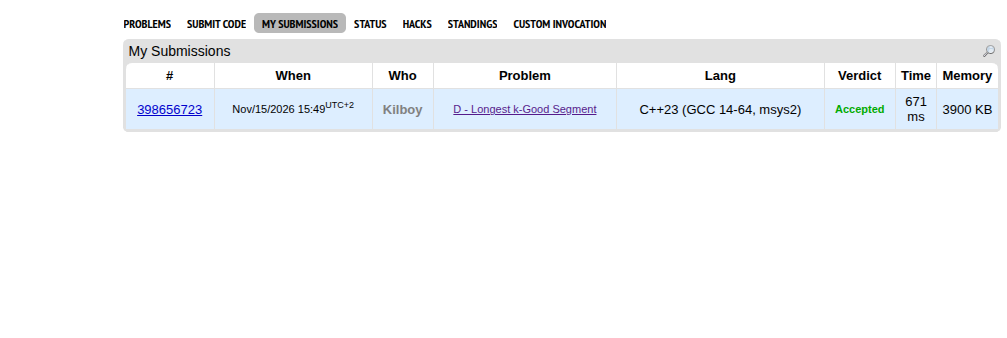 PROBLEMS SUBMIT CODE MY SUBMISSIONS STATUS HACKS STANDINGS CUSTOM INVOCATION
My Submissions
# When Who Problem Lang Verdict Time Memory
398656723 Nov/15/2026 15:49UTC+2 Kilboy D - Longest k-Good Segment C++23 (GCC 14-64, msys2) Accepted 671 ms 3900 KB